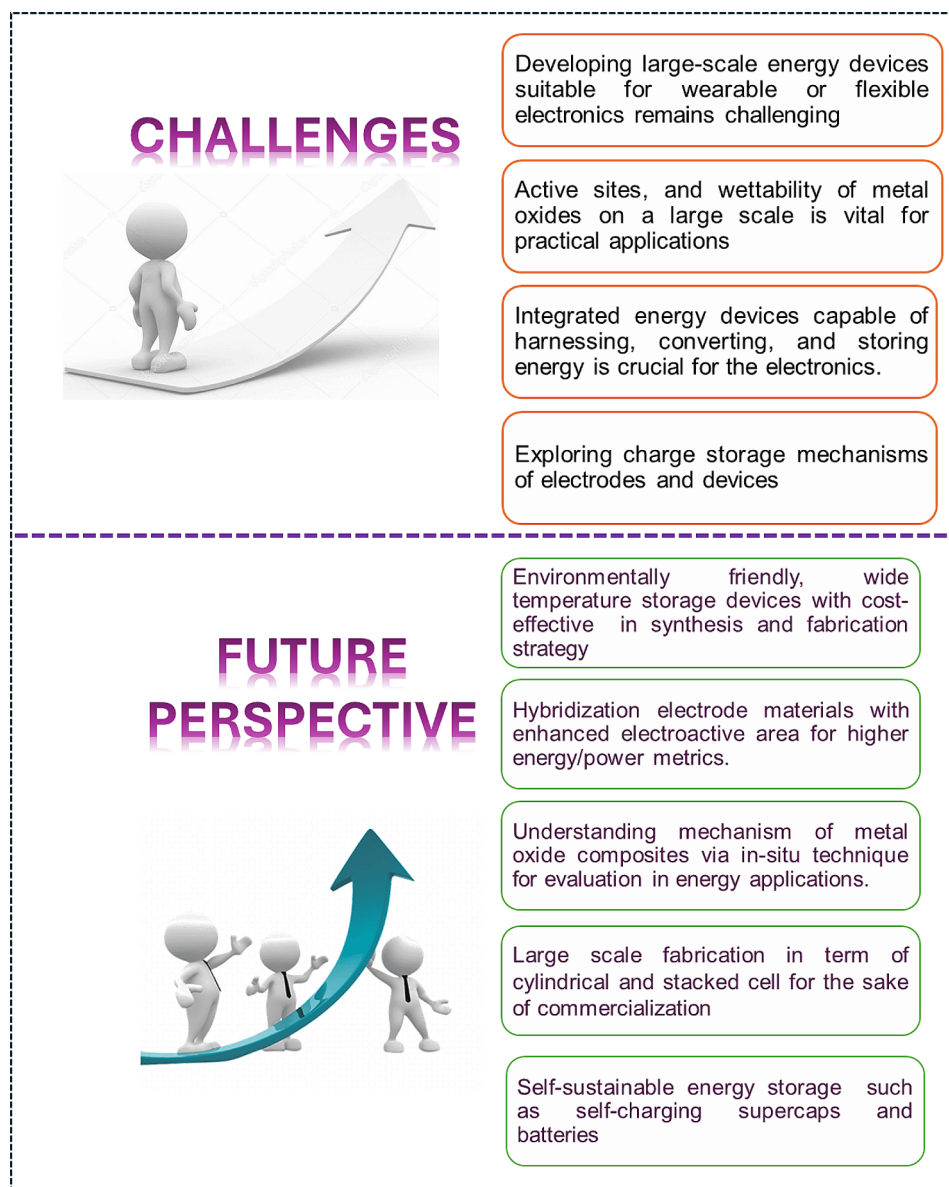 CHALLENGES
Developing large-scale energy devices
suitable for wearable or flexible
electronics remains challenging
Active sites, and wettability of metal
oxides on a large scale is vital for
practical applications
Integrated energy devices capable of
harnessing, converting, and storing
energy is crucial for the electronics.
Exploring charge storage mechanisms
of electrodes and devices
FUTURE
PERSPECTIVE
Environmentally friendly, wide
temperature storage devices with cost-
effective in synthesis and fabrication
strategy
Hybridization electrode materials with
enhanced electroactive area for higher
energy/power metrics.
Understanding mechanism of metal
oxide composites via in-situ technique
for evaluation in energy applications.
Large scale fabrication in term of
cylindrical and stacked cell for the sake
of commercialization
Self-sustainable energy storage such
as self-charging supercaps and
batteries